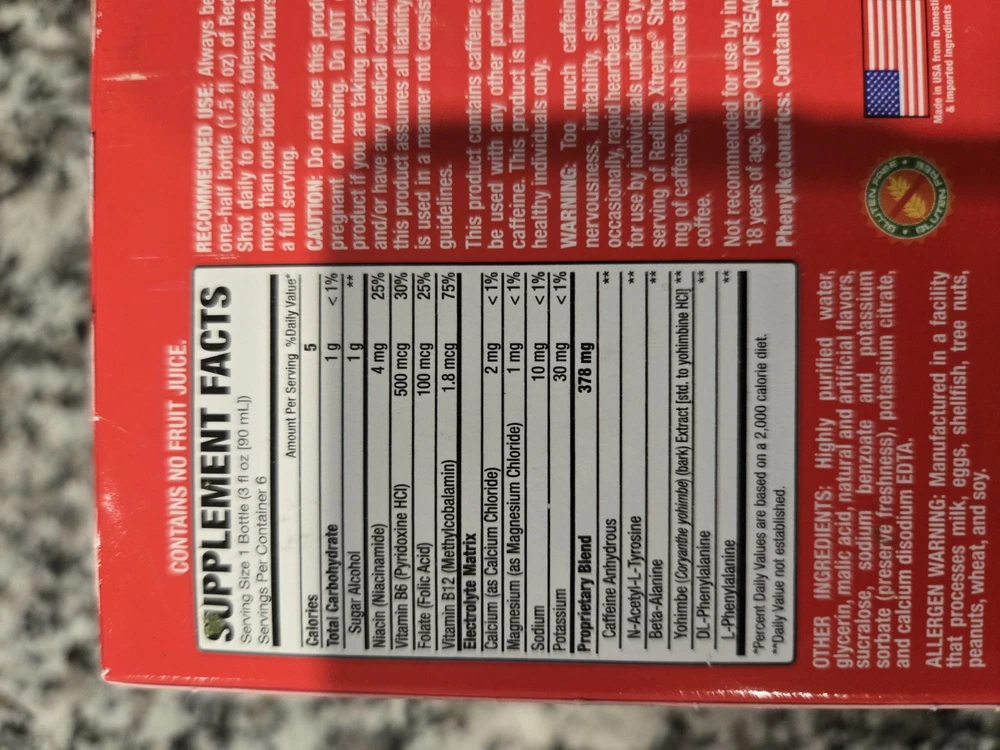 CONTAINS NO FRUIT JUICE.
SUPPLEMENT FACTS
Serving Size 1 Bottle (3 fl oz [90 mL])
Servings Per Container 6
Amount Per Serving %Daily Value*
Calories 5
Total Carbohydrate 1 g < 1%
Sugar Alcohol 1 g **
Niacin (Niacinamide) 4 mg 25%
Vitamin B6 (Pyridoxine HCl) 500 mcg 30%
Folate (Folic Acid) 100 mcg 25%
Vitamin B12 (Methylcobalamin) 1.8 mcg 75%
Electrolyte Matrix
Calcium (as Calcium Chloride) 2 mg < 1%
Magnesium (as Magnesium Chloride) 1 mg < 1%
Sodium 10 mg < 1%
Potassium 30 mg < 1%
Proprietary Blend 378 mg
Caffeine Anhydrous **
N-Acetyl-L-Tyrosine **
Beta-Alanine **
Yohimbe (Coryanthe yohimbe) (bark) Extract [std. to yohimbine HCl] **
DL-Phenylalanine **
L-Phenylalanine **
*Percent Daily Values are based on a 2,000 calorie diet.
**Daily Value not established.
OTHER INGREDIENTS: Highly purified water,
glycerin, malic acid, natural and artificial flavors,
sucralose, sodium benzoate and potassium
sorbate (preserve freshness), potassium citrate,
and calcium disodium EDTA.
ALLERGEN WARNING: Manufactured in a facility
that processes milk, eggs, shellfish, tree nuts,
peanuts, wheat, and soy.
RECOMMENDED USE: Always be
one-half bottle (1.5 fl oz) of Red
Shot daily to assess tolerence.
more than one bottle per 24 hours
a full serving.
CAUTION: Do not use this prod
pregnant or nursing. Do NOT
product if you are taking any pre
and/or have any medical conditio
this product assumes all liability
is used in a manner not consist
guidelines.
This product contains caffeine a
be used with any other produ
caffeine. This product is inten
healthy individuals only.
WARNING: Too much caffein
nervousness, irritability, sleep
occasionally, rapid heartbeat. No
for use by individuals under 18 y
serving of Redline Xtreme® Sho
mg of caffeine, which is more th
coffee.
Not recommended for use by in
18 years of age. KEEP OUT OF REAC
Phenylketonurics: Contains P
GLUTEN FREE
GLUTEN FREE
Made in USA from Domesti
& Imported Ingredients